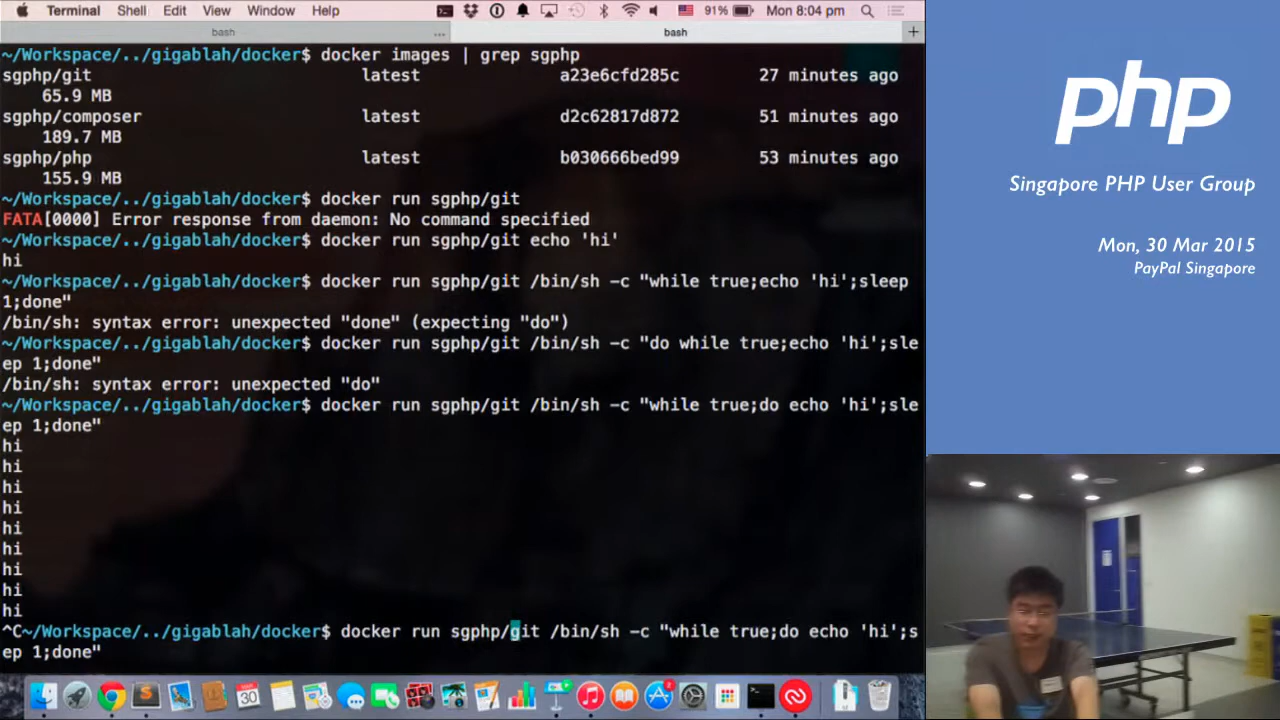 Terminal Shell Edit View Window Help 91% Mon 8:04 pm
bash bash
~/Workspace/../gigablah/docker$ docker images | grep sgphp
sgphp/git latest a23e6cfd285c 27 minutes ago
65.9 MB
sgphp/composer latest d2c62817d872 51 minutes ago
189.7 MB
sgphp/php latest b030666bed99 53 minutes ago
155.9 MB
~/Workspace/../gigablah/docker$ docker run sgphp/git
FATA[0000] Error response from daemon: No command specified
~/Workspace/../gigablah/docker$ docker run sgphp/git echo 'hi'
hi
~/Workspace/../gigablah/docker$ docker run sgphp/git /bin/sh -c "while true;echo 'hi';sleep
1;done"
/bin/sh: syntax error: unexpected "done" (expecting "do")
~/Workspace/../gigablah/docker$ docker run sgphp/git /bin/sh -c "do while true;echo 'hi';sle
ep 1;done"
/bin/sh: syntax error: unexpected "do"
~/Workspace/../gigablah/docker$ docker run sgphp/git /bin/sh -c "while true;do echo 'hi';sle
ep 1;done"
hi
hi
hi
hi
hi
hi
hi
hi
hi
^C~/Workspace/../gigablah/docker$ docker run sgphp/git /bin/sh -c "while true;do echo 'hi';s
ep 1;done"
php
Singapore PHP User Group
Mon, 30 Mar 2015
PayPal Singapore
30